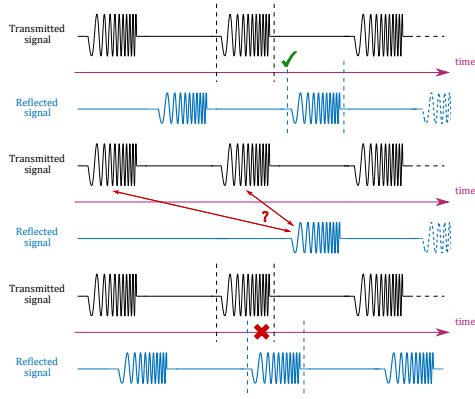 Transmitted
signal
time
Reflected
signal
Transmitted
signal
time
?
Reflected
signal
Transmitted
signal
time
Reflected
signal